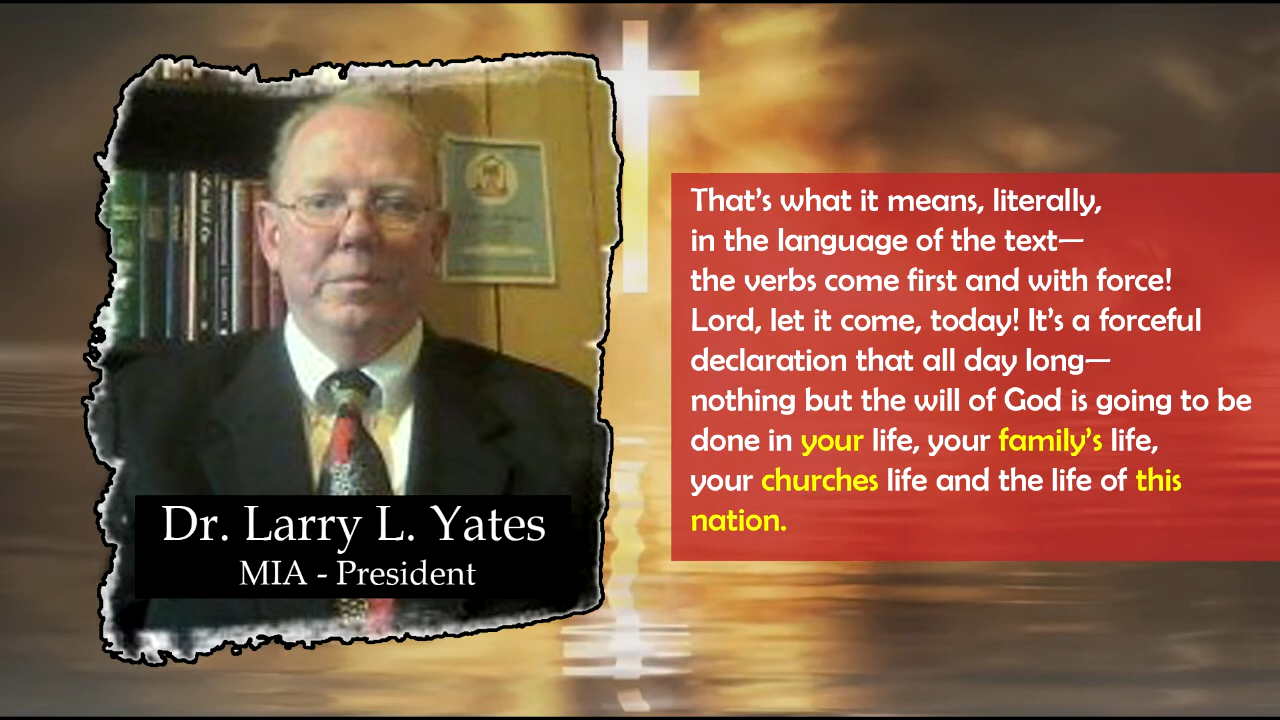 That's what it means, literally,
in the language of the text—
the verbs come first and with force!
Lord, let it come, today! It's a forceful
declaration that all day long—
nothing but the will of God is going to be
done in your life, your family's life,
your churches life and the life of this
nation.
Dr. Larry L. Yates
MIA - President